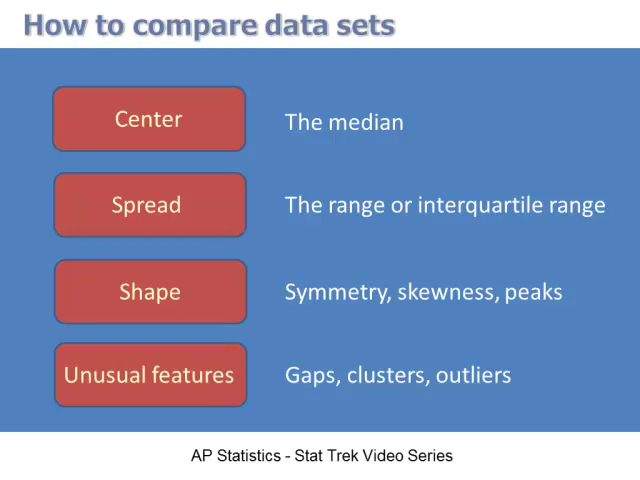 How to compare data sets
Center
The median
Spread
The range or interquartile range
Shape
Symmetry, skewness, peaks
Unusual features
Gaps, clusters, outliers
AP Statistics - Stat Trek Video Series